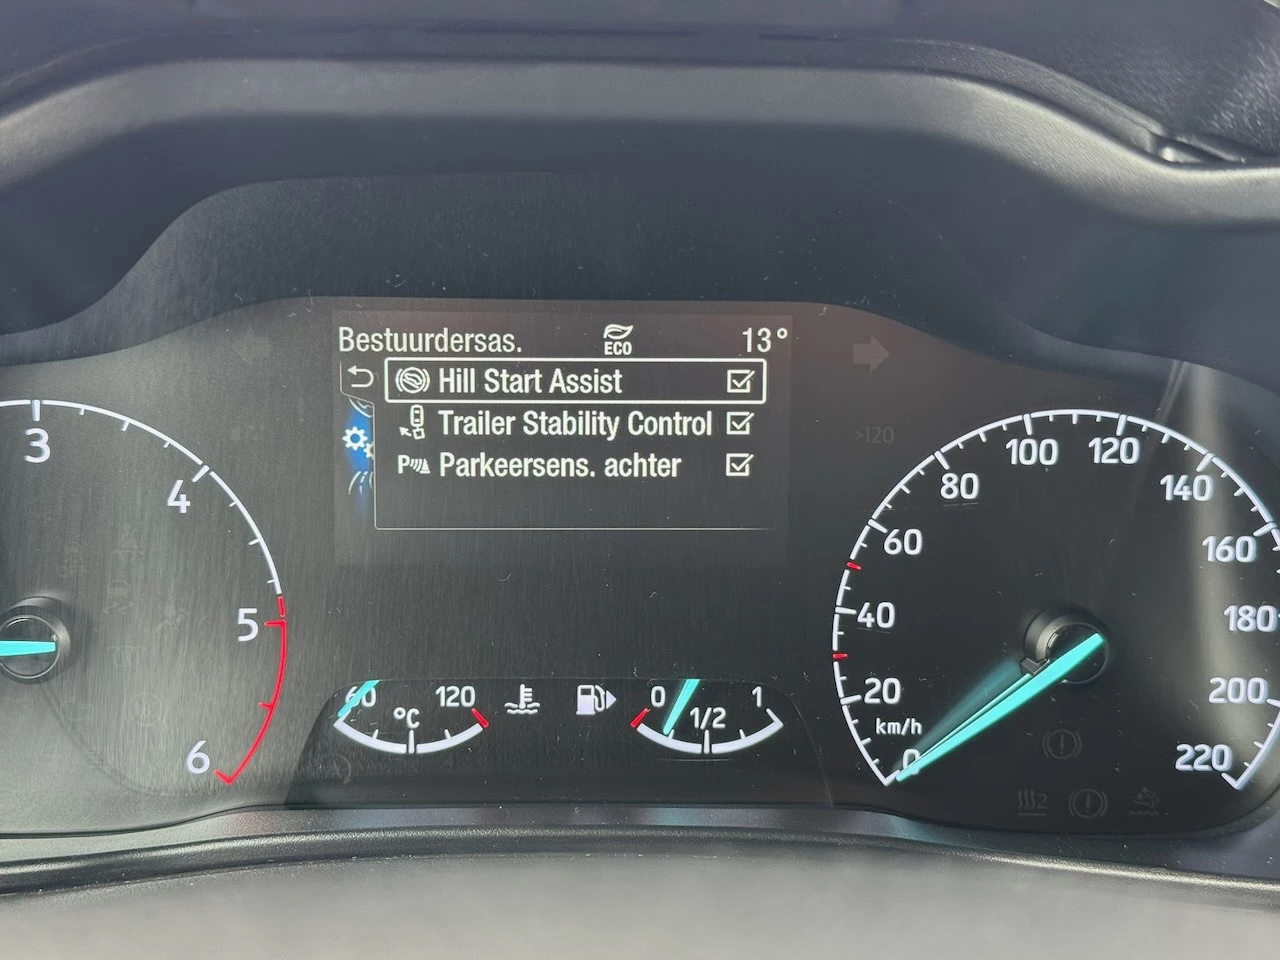 Bestuurdersas. ECO 13°
Hill Start Assist
Trailer Stability Control
P Parkeersens. achter
3
4
5
6
60 120
°C
0 1/2 1
>120
0
20
40
60
80
100
120
140
160
180
200
220
km/h
2